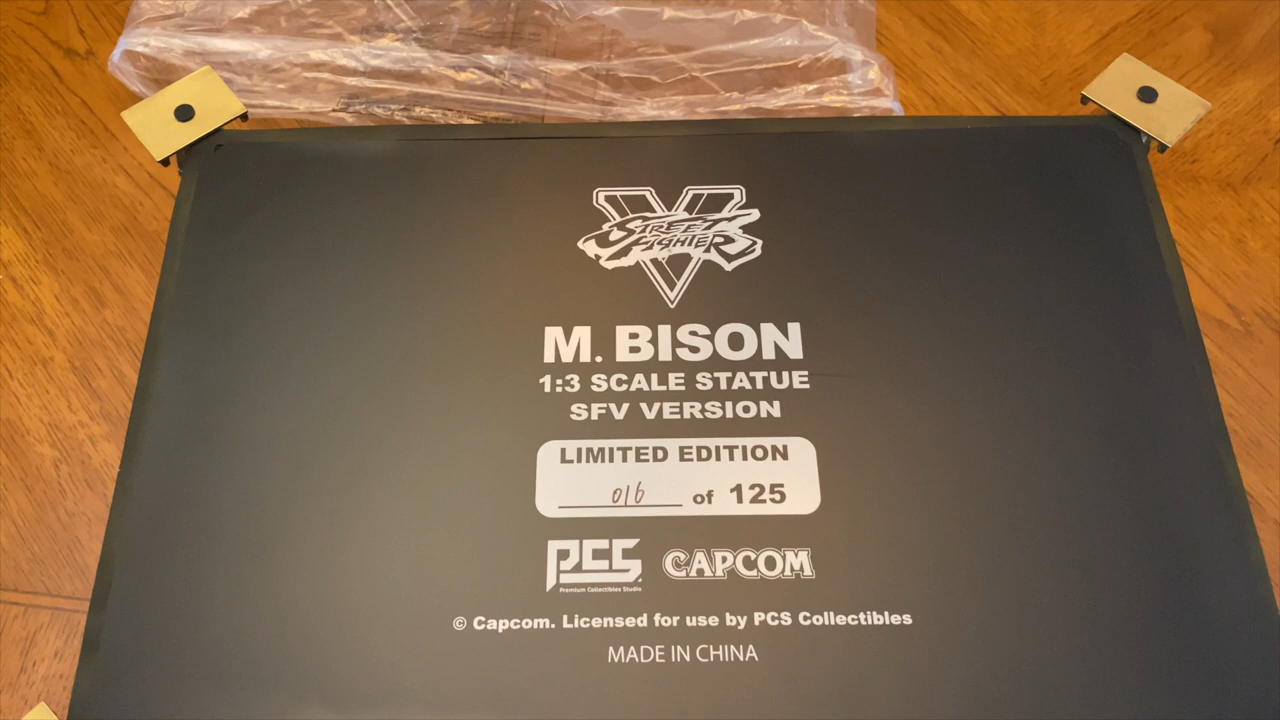 V
STREET
FIGHTER
M. BISON
1:3 SCALE STATUE
SFV VERSION
LIMITED EDITION
016 of 125
PCS CAPCOM
Premium Collectibles Studio
© Capcom. Licensed for use by PCS Collectibles
MADE IN CHINA